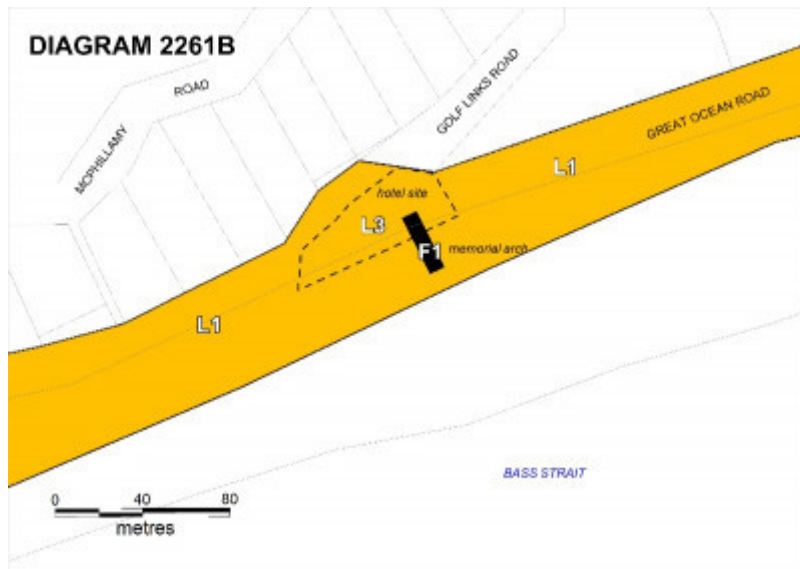 DIAGRAM 2261B
ROAD
MCPHILLAMY
GOLF LINKS ROAD
GREAT OCEAN ROAD
L1
hotel site
L3
F1
memorial arch
L1
BASS STRAIT
0 40 80
metres